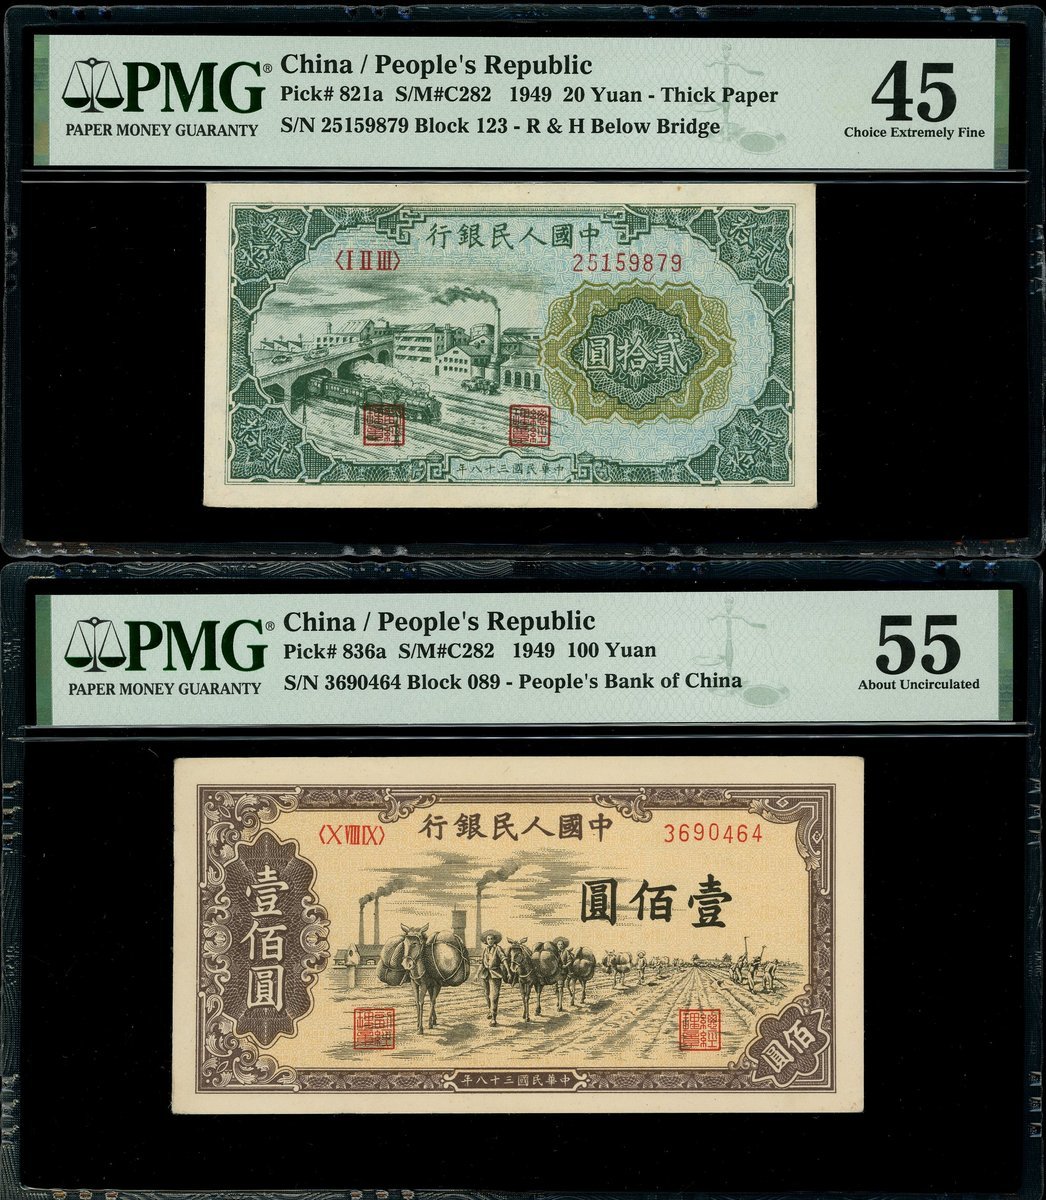 PMG®
PAPER MONEY GUARANTY
China / People's Republic
Pick# 821a S/M#C282 1949 20 Yuan - Thick Paper
S/N 25159879 Block 123 - R & H Below Bridge
45
Choice Extremely Fine
行銀民人國中
〈I II III〉
25159879
圓拾貳
年八十三國民華中
PMG®
PAPER MONEY GUARANTY
China / People's Republic
Pick# 836a S/M#C282 1949 100 Yuan
S/N 3690464 Block 089 - People's Bank of China
55
About Uncirculated
行銀民人國中
〈X VIII IX〉
3690464
圓佰壹
壹佰圓
佰圓
年八十三國民華中